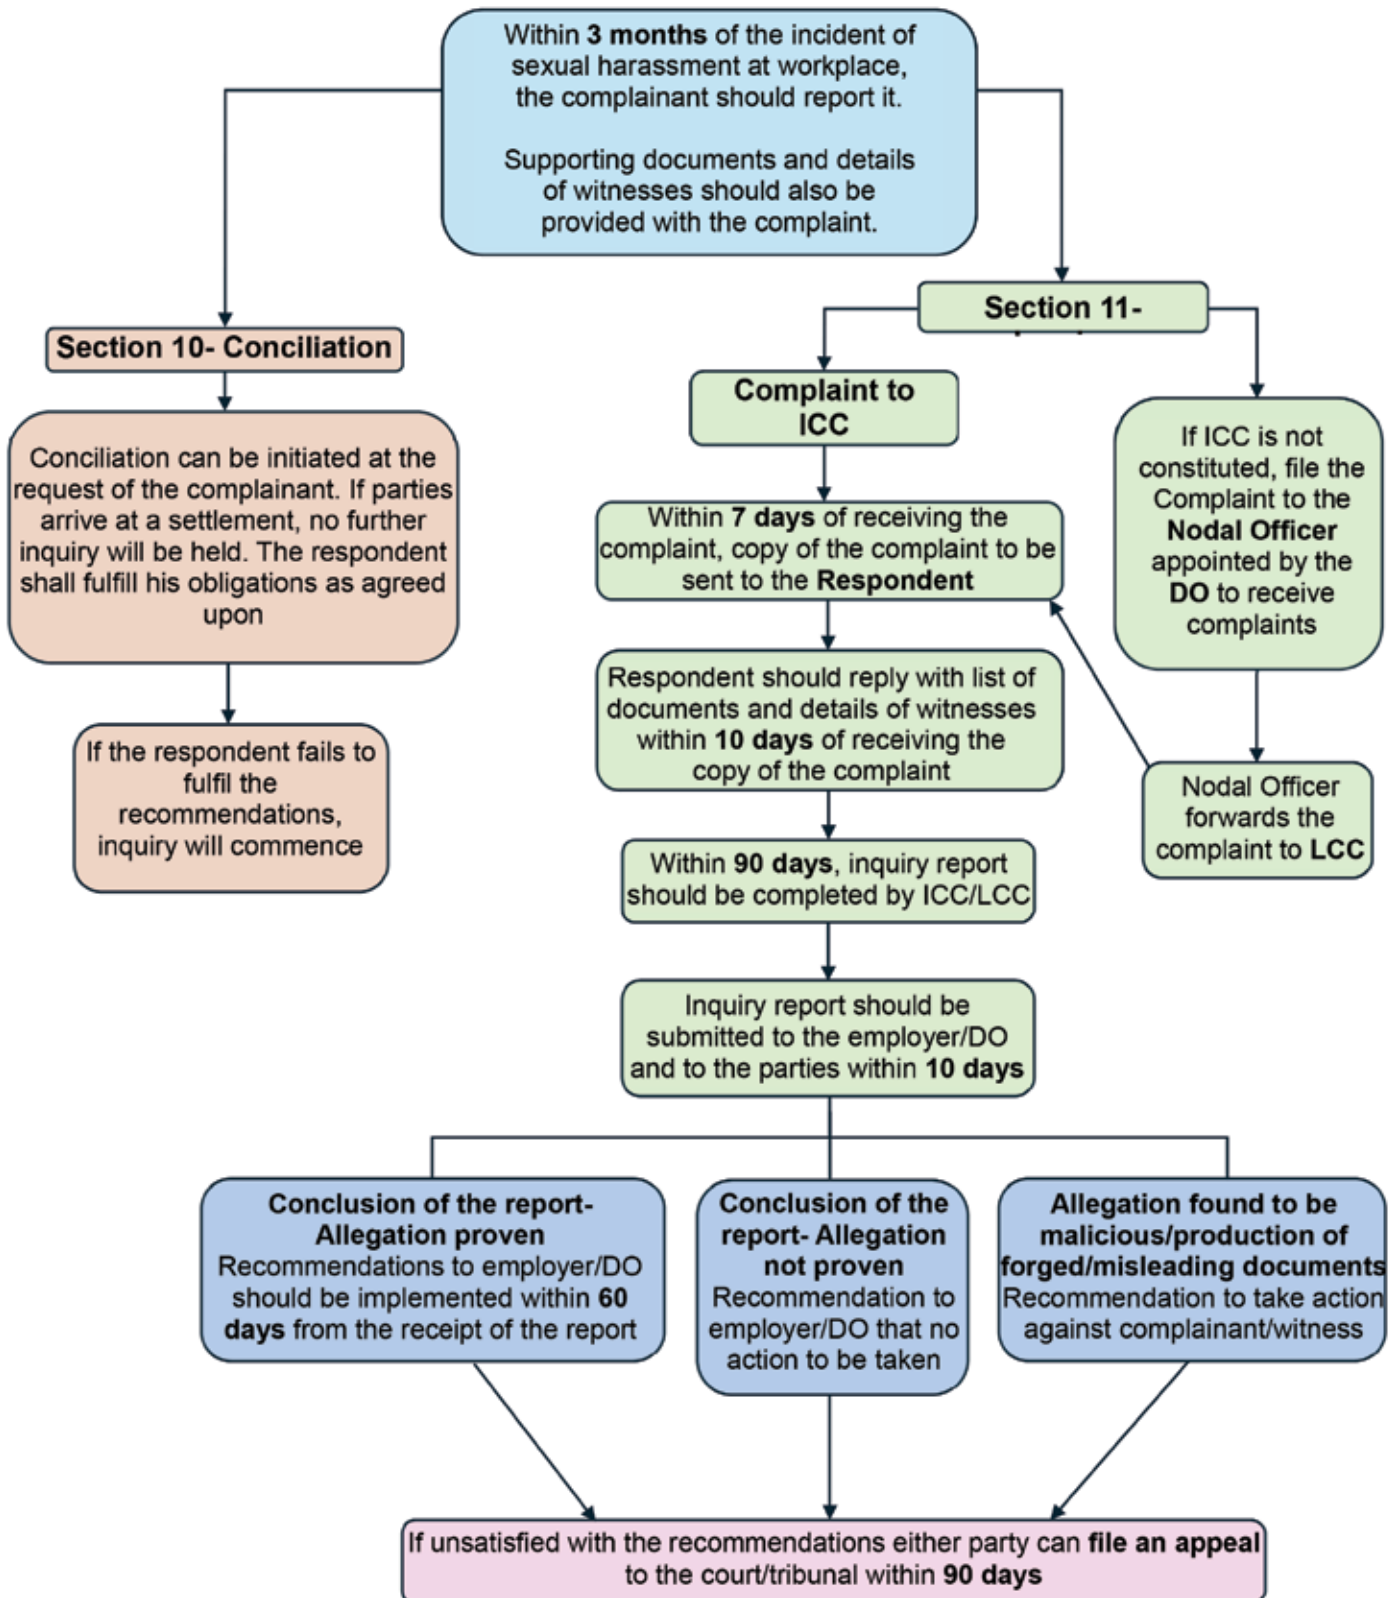 Within 3 months of the incident of
sexual harassment at workplace,
the complainant should report it.
Supporting documents and details
of witnesses should also be
provided with the complaint.
Section 10- Conciliation
Conciliation can be initiated at the
request of the complainant. If parties
arrive at a settlement, no further
inquiry will be held. The respondent
shall fulfill his obligations as agreed
upon
If the respondent fails to
fulfil the
recommendations,
inquiry will commence
Section 11-
Complaint to
ICC
If ICC is not
constituted, file the
Complaint to the
Nodal Officer
appointed by the
DO to receive
complaints
Nodal Officer
forwards the
complaint to LCC
Within 7 days of receiving the
complaint, copy of the complaint to be
sent to the Respondent
Respondent should reply with list of
documents and details of witnesses
within 10 days of receiving the
copy of the complaint
Within 90 days, inquiry report
should be completed by ICC/LCC
Inquiry report should be
submitted to the employer/DO
and to the parties within 10 days
Conclusion of the report-
Allegation proven
Recommendations to employer/DO
should be implemented within 60
days from the receipt of the report
Conclusion of the
report- Allegation
not proven
Recommendation to
employer/DO that no
action to be taken
Allegation found to be
malicious/production of
forged/misleading documents
Recommendation to take action
against complainant/witness
If unsatisfied with the recommendations either party can file an appeal
to the court/tribunal within 90 days